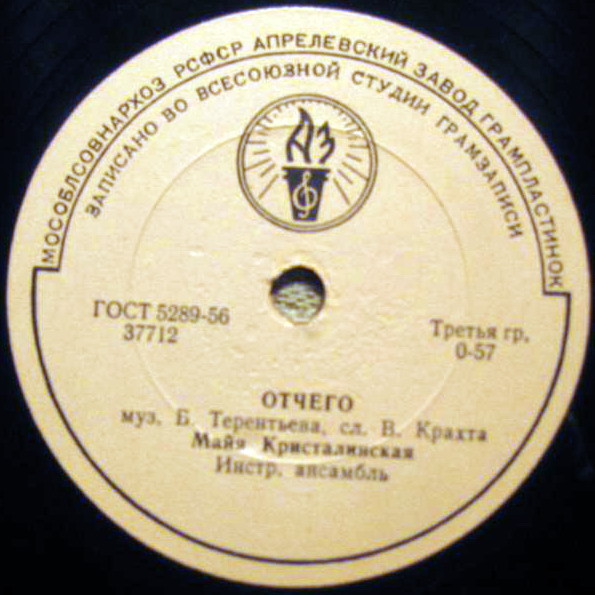 МОСОБЛСОВНАРХОЗ РСФСР АПРЕЛЕВСКИЙ ЗАВОД ГРАМПЛАСТИНОК
ЗАПИСАНО ВО ВСЕСОЮЗНОЙ СТУДИИ ГРАМЗАПИСИ
АЗ
ГОСТ 5289-56
37712
Третья гр.
0-57
ОТЧЕГО
муз. Б. Терентьева, сл. В. Крахта
Майя Кристалинская
Инстр. ансамбль